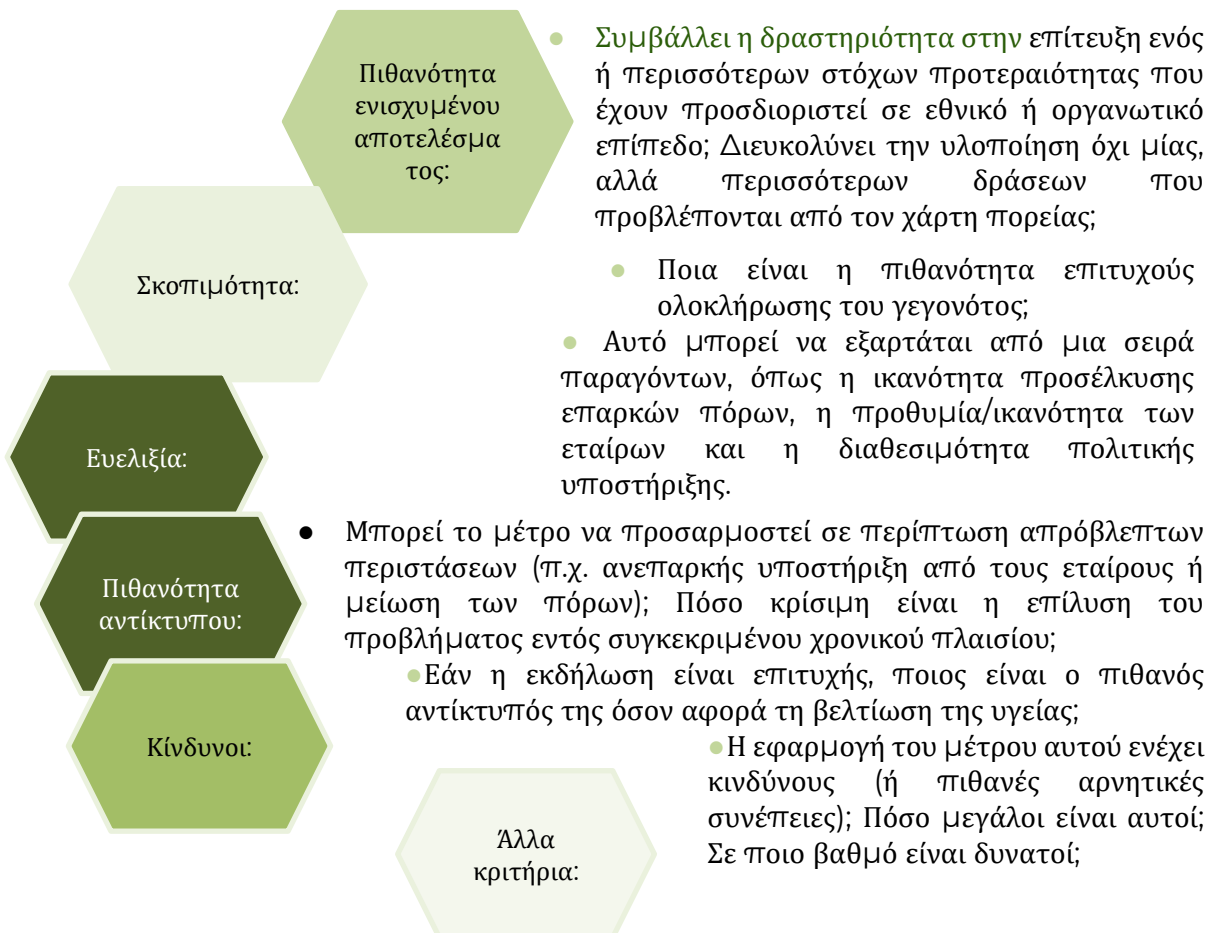 Πιθανότητα
ενισχυμένου
αποτελέσμα
τος:
● Συμβάλλει η δραστηριότητα στην επίτευξη ενός
ή περισσότερων στόχων προτεραιότητας που
έχουν προσδιοριστεί σε εθνικό ή οργανωτικό
επίπεδο; Διευκολύνει την υλοποίηση όχι μίας,
αλλά περισσότερων δράσεων που
προβλέπονται από τον χάρτη πορείας;
Σκοπιμότητα:
● Ποια είναι η πιθανότητα επιτυχούς
ολοκλήρωσης του γεγονότος;
● Αυτό μπορεί να εξαρτάται από μια σειρά
παραγόντων, όπως η ικανότητα προσέλκυσης
επαρκών πόρων, η προθυμία/ικανότητα των
εταίρων και η διαθεσιμότητα πολιτικής
υποστήριξης.
Ευελιξία:
● Μπορεί το μέτρο να προσαρμοστεί σε περίπτωση απρόβλεπτων
περιστάσεων (π.χ. ανεπαρκής υποστήριξη από τους εταίρους ή
μείωση των πόρων); Πόσο κρίσιμη είναι η επίλυση του
προβλήματος εντός συγκεκριμένου χρονικού πλαισίου;
Πιθανότητα
αντίκτυπου:
●Εάν η εκδήλωση είναι επιτυχής, ποιος είναι ο πιθανός
αντίκτυπός της όσον αφορά τη βελτίωση της υγείας;
Κίνδυνοι:
●Η εφαρμογή του μέτρου αυτού ενέχει
κινδύνους (ή πιθανές αρνητικές
συνέπειες); Πόσο μεγάλοι είναι αυτοί;
Σε ποιο βαθμό είναι δυνατοί;
Άλλα
κριτήρια: